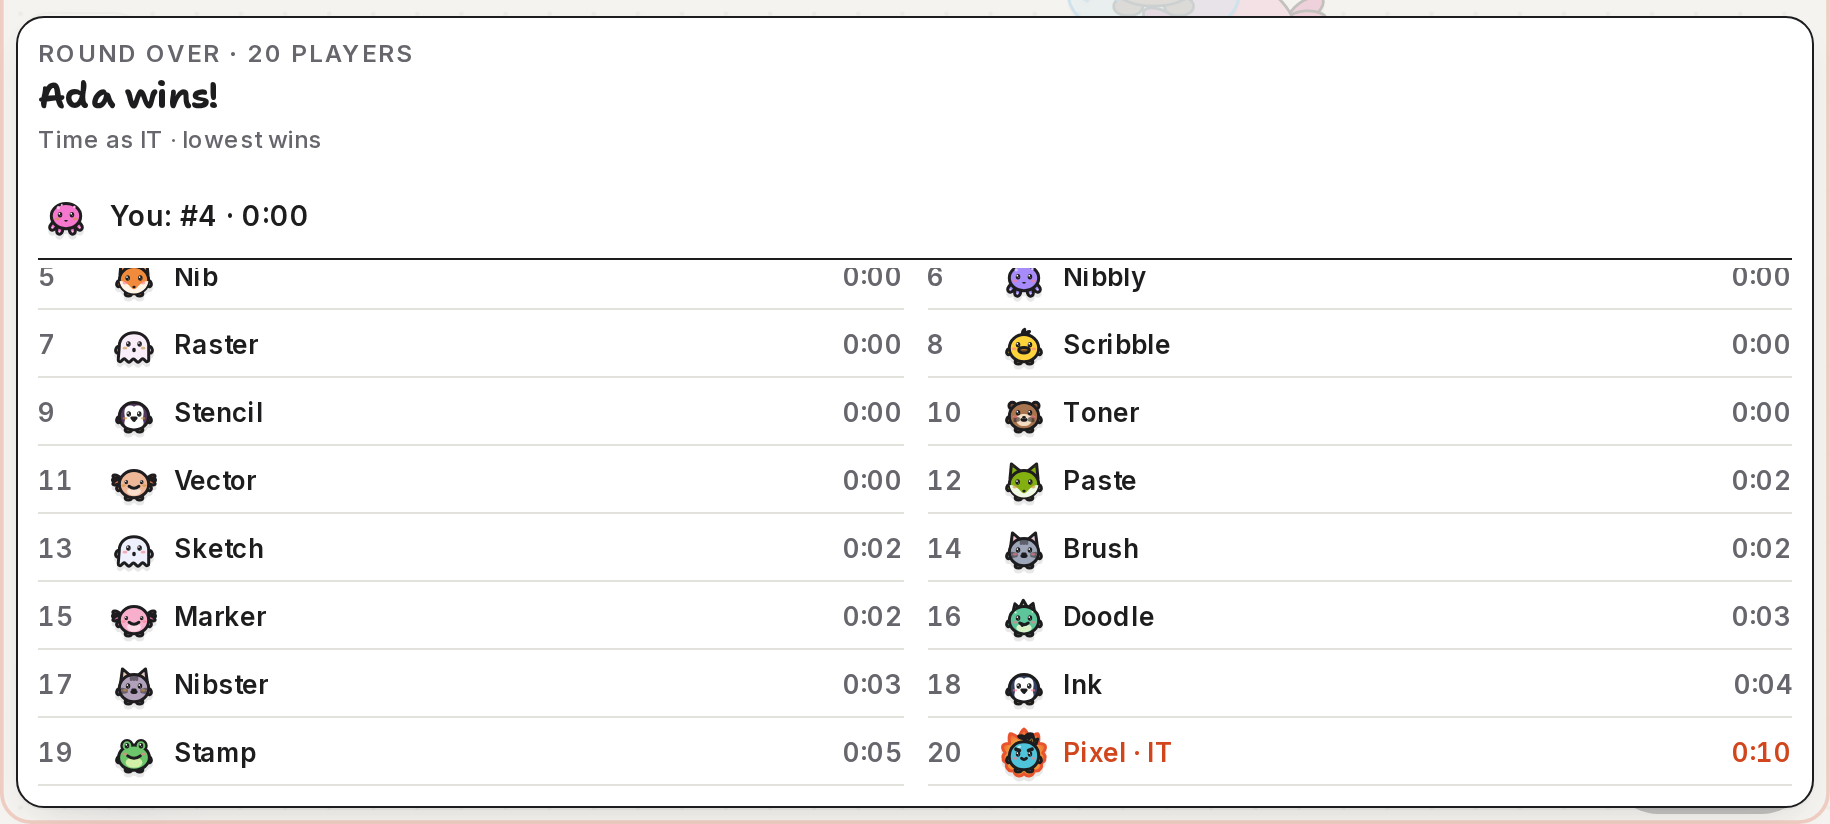 ROUND OVER · 20 PLAYERS
Ada wins!
Time as IT · lowest wins
You: #4 · 0:00
5 Nib 0:00 6 Nibbly 0:00
7 Raster 0:00 8 Scribble 0:00
9 Stencil 0:00 10 Toner 0:00
11 Vector 0:00 12 Paste 0:02
13 Sketch 0:02 14 Brush 0:02
15 Marker 0:02 16 Doodle 0:03
17 Nibster 0:03 18 Ink 0:04
19 Stamp 0:05 20 Pixel · IT 0:10